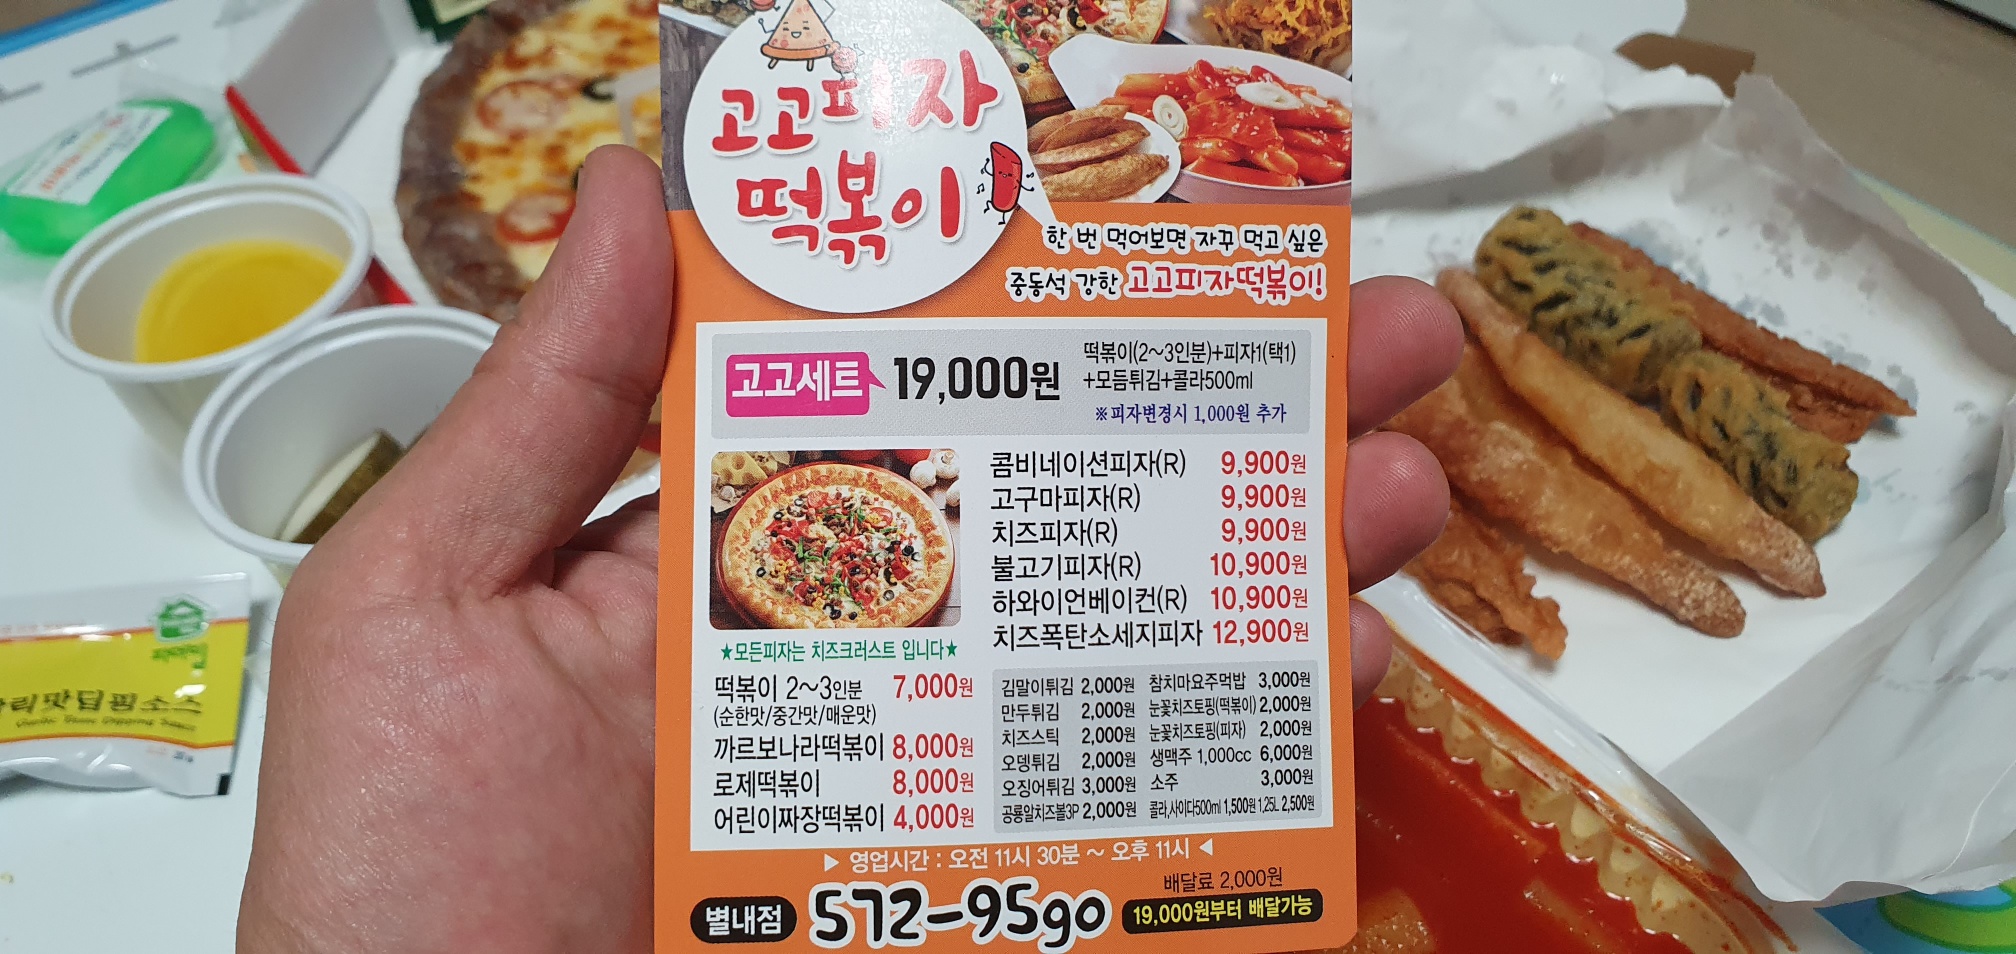 고고피자
떡볶이
한 번 먹어보면 자꾸 먹고 싶은
중동석 강한 고고피자떡볶이!
고고세트 19,000원 떡볶이(2~3인분)+피자1(택1)
+모듬튀김+콜라500ml
※피자변경시 1,000원 추가
콤비네이션피자(R) 9,900원
고구마피자(R) 9,900원
치즈피자(R) 9,900원
불고기피자(R) 10,900원
하와이언베이컨(R) 10,900원
치즈폭탄소세지피자 12,900원
★모든피자는 치즈크러스트 입니다★
떡볶이 2~3인분 7,000원
(순한맛/중간맛/매운맛)
까르보나라떡볶이 8,000원
로제떡볶이 8,000원
어린이짜장떡볶이 4,000원
김말이튀김 2,000원
만두튀김 2,000원
치즈스틱 2,000원
오뎅튀김 2,000원
오징어튀김 3,000원
공룡알치즈볼3P 2,000원
참치마요주먹밥 3,000원
눈꽃치즈토핑(떡볶이) 2,000원
눈꽃치즈토핑(피자) 2,000원
생맥주 1,000cc 6,000원
소주 3,000원
콜라,사이다500ml 1,500원 1.25L 2,500원
▶ 영업시간 : 오전 11시 30분 ~ 오후 11시 ◀
별내점 572-95go
배달료 2,000원
19,000원부터 배달가능
맛딥핑소스